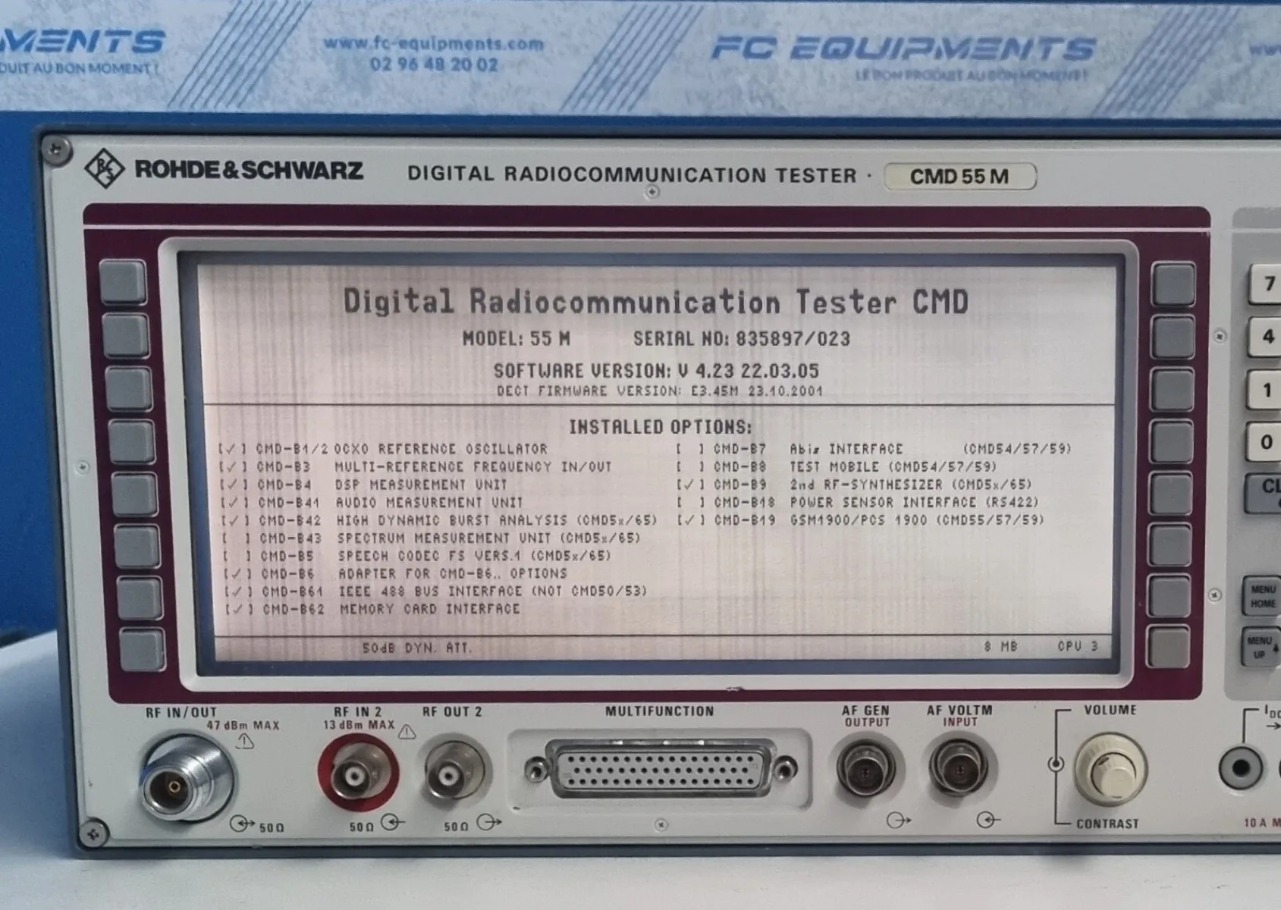 MENTS
DUIT AU BON MOMENT !
www.fc-equipments.com
02 96 48 20 02
FC EQUIPMENTS
LE BON PRODUIT AU BON MOMENT !
ROHDE & SCHWARZ
DIGITAL RADIOCOMMUNICATION TESTER · CMD 55 M
Digital Radiocommunication Tester CMD
MODEL: 55 M SERIAL NO: 835897/023
SOFTWARE VERSION: V 4.23 22.03.05
DECT FIRMWARE VERSION: E3.45M 23.10.2001
INSTALLED OPTIONS:
[✓] CMD-B1/2 OCXO REFERENCE OSCILLATOR
[✓] CMD-B3 MULTI-REFERENCE FREQUENCY IN/OUT
[✓] CMD-B4 DSP MEASUREMENT UNIT
[✓] CMD-B41 AUDIO MEASUREMENT UNIT
[✓] CMD-B42 HIGH DYNAMIC BURST ANALYSIS (CMD5x/65)
[ ] CMD-B43 SPECTRUM MEASUREMENT UNIT (CMD5x/65)
[ ] CMD-B5 SPEECH CODEC FS VERS.1 (CMD5x/65)
[✓] CMD-B6 ADAPTER FOR CMD-B6.. OPTIONS
[✓] CMD-B61 IEEE 488 BUS INTERFACE (NOT CMD50/53)
[✓] CMD-B62 MEMORY CARD INTERFACE
[ ] CMD-B7 Abis INTERFACE (CMD54/57/59)
[ ] CMD-B8 TEST MOBILE (CMD54/57/59)
[✓] CMD-B9 2nd RF-SYNTHESIZER (CMD5x/65)
[ ] CMD-B18 POWER SENSOR INTERFACE (RS422)
[✓] CMD-B19 GSM1900/PCS 1900 (CMD55/57/59)
50dB DYN. ATT. 8 MB CPU 3
7
4
1
0
CL
MENU
HOME
MENU
UP
RF IN/OUT
47 dBm MAX
50 Ω
RF IN 2
13 dBm MAX
50 Ω
RF OUT 2
50 Ω
MULTIFUNCTION
AF GEN
OUTPUT
AF VOLTM
INPUT
VOLUME
CONTRAST
I DC
10 A M